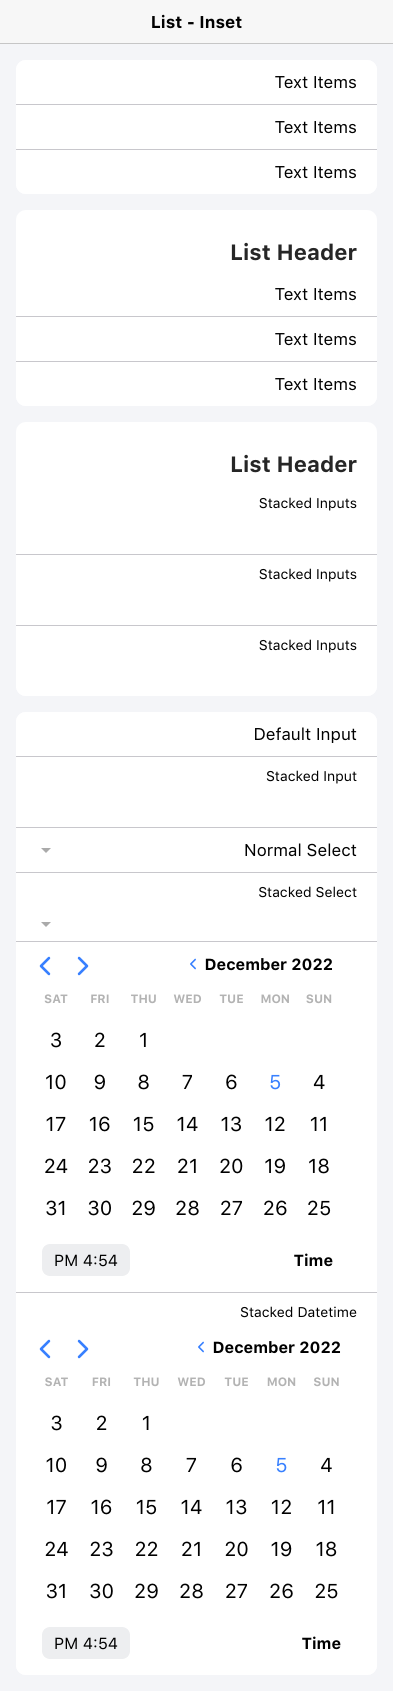 List - Inset
Text Items
Text Items
Text Items
List Header
Text Items
Text Items
Text Items
List Header
Stacked Inputs
Stacked Inputs
Stacked Inputs
Default Input
Stacked Input
Normal Select
Stacked Select
December 2022
SAT FRI THU WED TUE MON SUN
3 2 1
10 9 8 7 6 5 4
17 16 15 14 13 12 11
24 23 22 21 20 19 18
31 30 29 28 27 26 25
PM 4:54 Time
Stacked Datetime
December 2022
SAT FRI THU WED TUE MON SUN
3 2 1
10 9 8 7 6 5 4
17 16 15 14 13 12 11
24 23 22 21 20 19 18
31 30 29 28 27 26 25
PM 4:54 Time